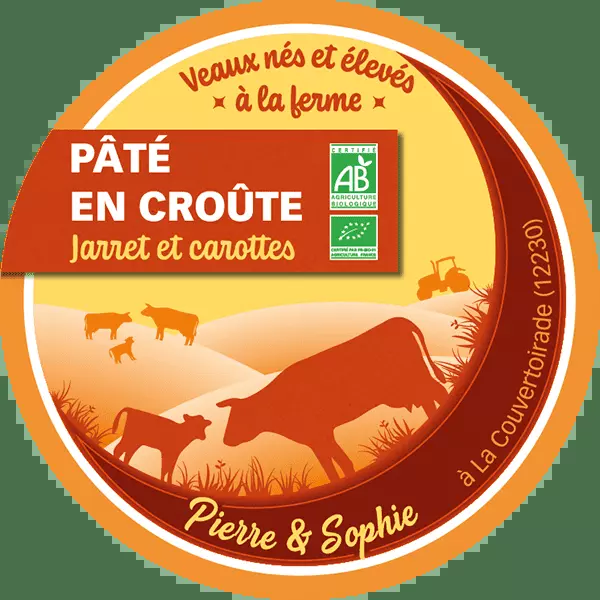 Veaux nés et élevés
à la ferme
PÂTÉ
EN CROÛTE
Jarret et carottes
CERTIFIÉ
AB
AGRICULTURE
BIOLOGIQUE
à La Couvertoirade (12230)
Pierre & Sophie